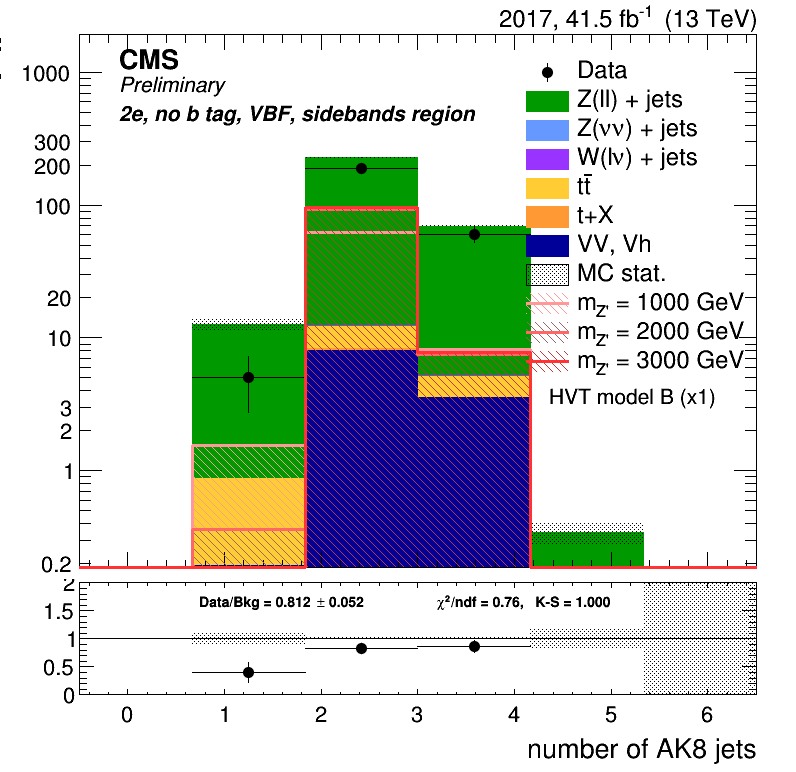 2017, 41.5 fb⁻¹ (13 TeV)
CMS
Preliminary
2e, no b tag, VBF, sidebands region
Data
Z(ll) + jets
Z(νν) + jets
W(lν) + jets
tt̄
t+X
VV, Vh
MC stat.
m_Z' = 1000 GeV
m_Z' = 2000 GeV
m_Z' = 3000 GeV
HVT model B (x1)
1000
300
200
100
20
10
3
2
1
0.2
Data/Bkg = 0.812 ± 0.052
χ²/ndf = 0.76, K-S = 1.000
2
1.5
1
0.5
0
0 1 2 3 4 5 6
number of AK8 jets